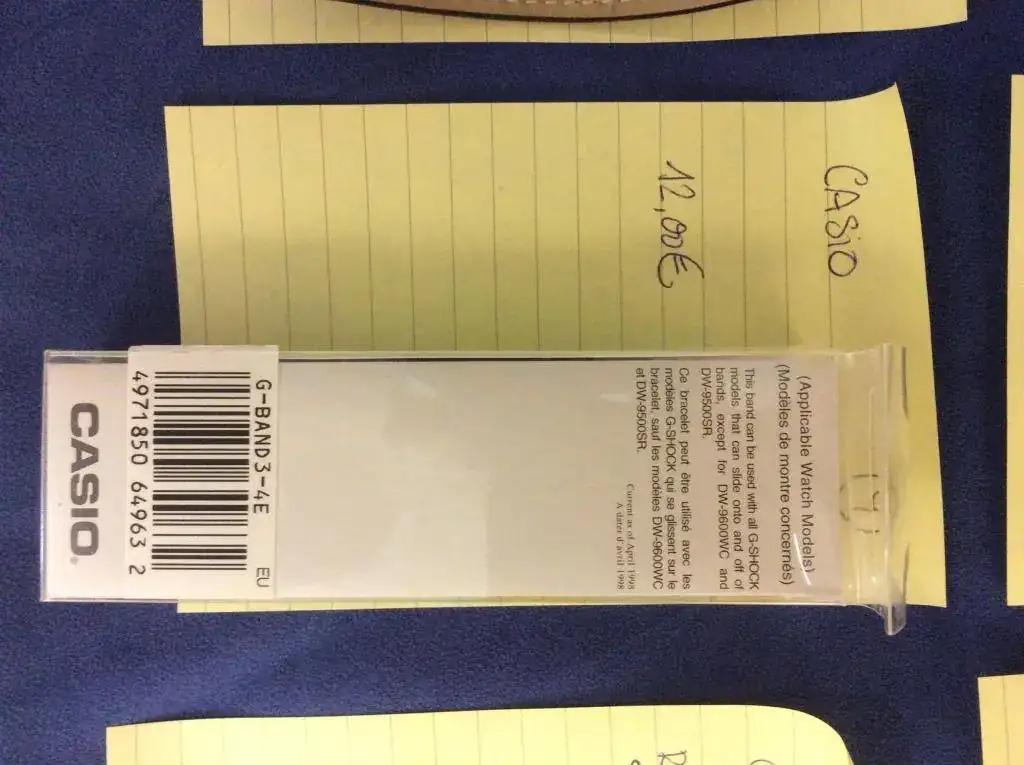 CASIO
12,00€
(Applicable Watch Models)
(Modèles de montre concernés)
This band can be used with all G-SHOCK
models that can slide onto and off of
bands, except for DW-9600WC and
DW-9500SR.
Ce bracelet peut être utilisé avec les
modèles G-SHOCK qui se glissent sur le
bracelet, sauf les modèles DW-9600WC
et DW-9500SR.
Current as of April 1998
A dater d'avril 1998
G-BAND3-4E EU
4971850 64963 2
CASIO